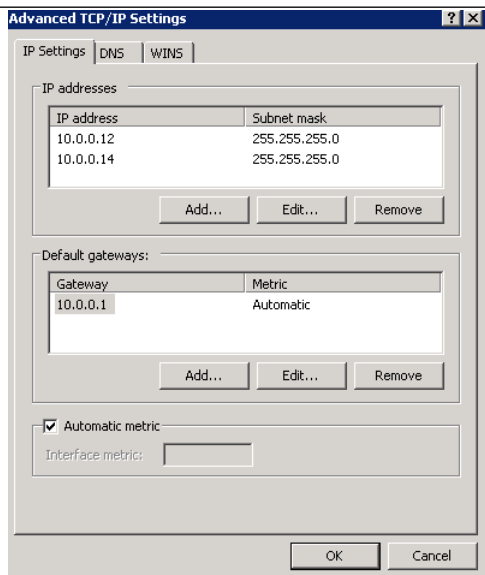 Advanced TCP/IP Settings
IP Settings DNS WINS
IP addresses
IP address Subnet mask
10.0.0.12 255.255.255.0
10.0.0.14 255.255.255.0
Add... Edit... Remove
Default gateways:
Gateway Metric
10.0.0.1 Automatic
Add... Edit... Remove
Automatic metric
Interface metric:
OK Cancel